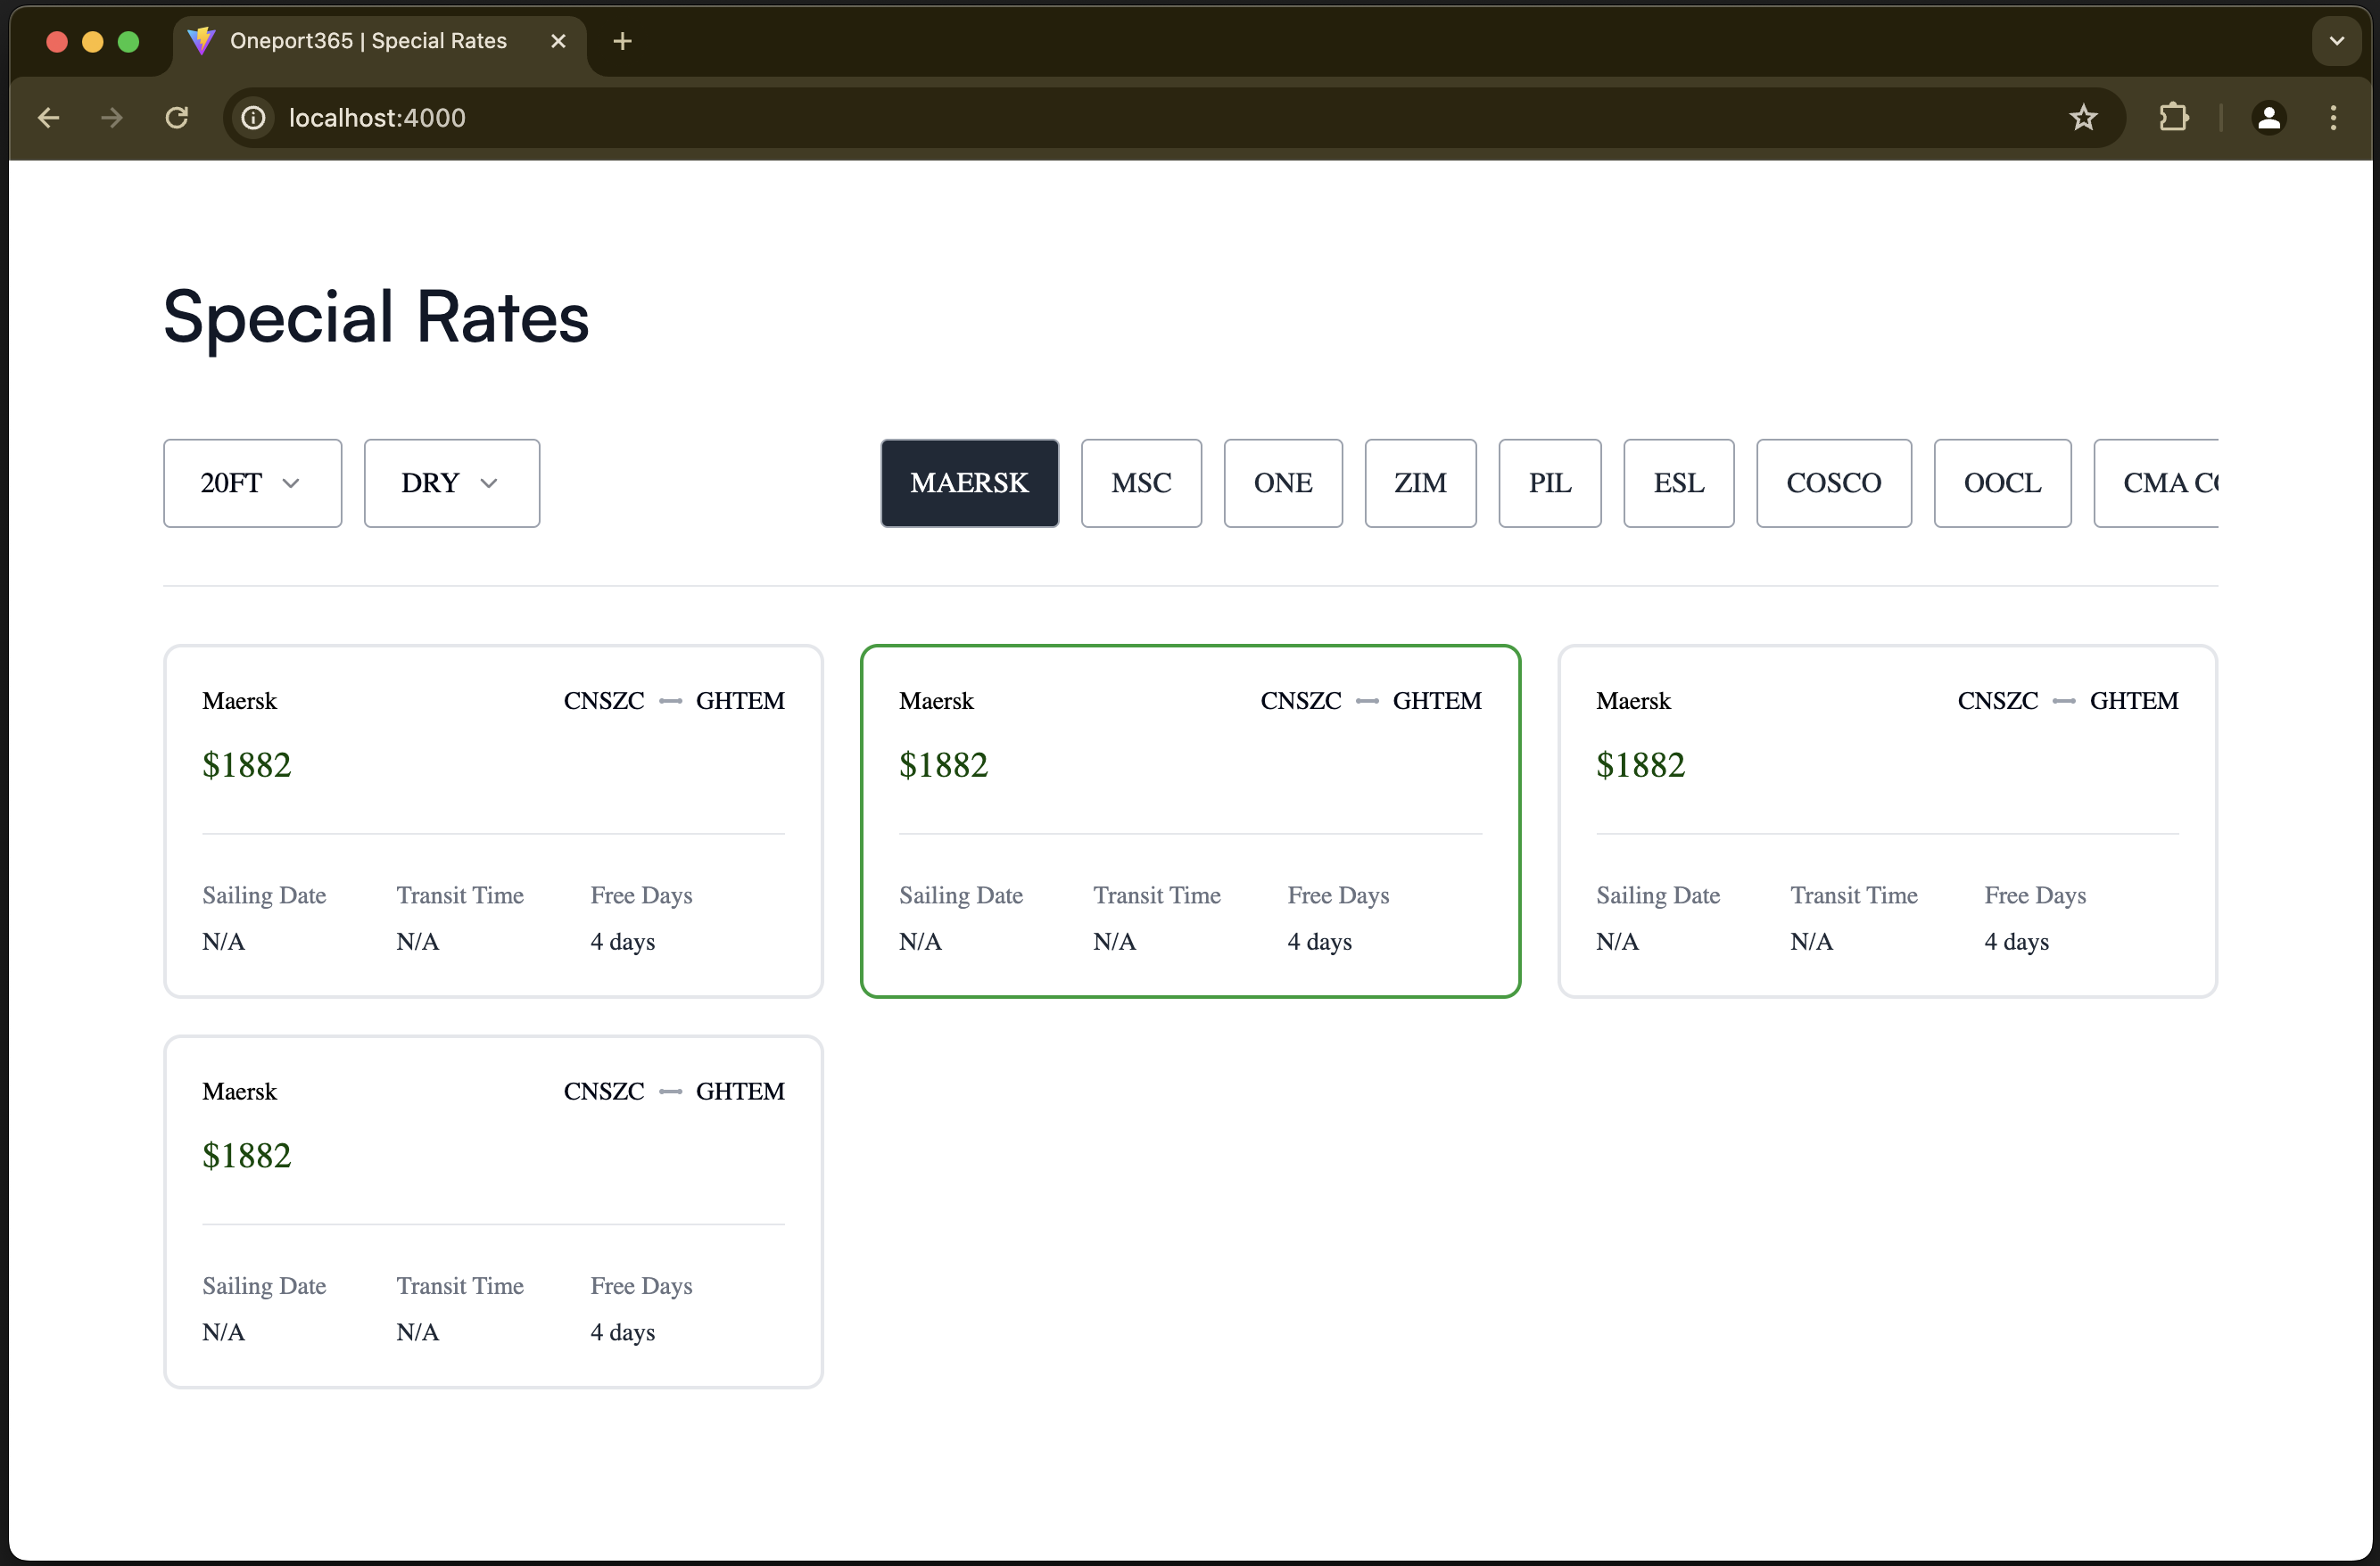 Oneport365 | Special Rates
localhost:4000
Special Rates
20FT DRY MAERSK MSC ONE ZIM PIL ESL COSCO OOCL CMA
Maersk CNSZC GHTEM
$1882
Sailing Date Transit Time Free Days
N/A N/A 4 days
Maersk CNSZC GHTEM
$1882
Sailing Date Transit Time Free Days
N/A N/A 4 days
Maersk CNSZC GHTEM
$1882
Sailing Date Transit Time Free Days
N/A N/A 4 days
Maersk CNSZC GHTEM
$1882
Sailing Date Transit Time Free Days
N/A N/A 4 days